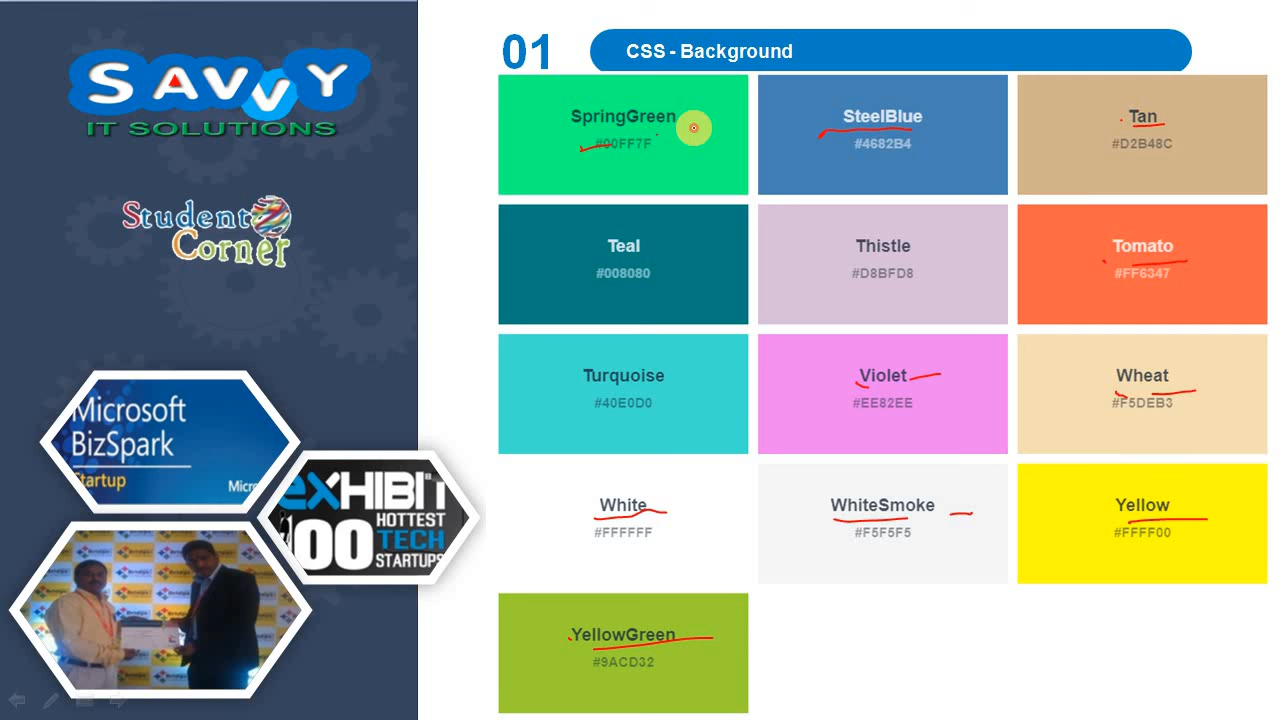 SAVVY
IT SOLUTIONS
Student
Corner
Microsoft
BizSpark
Startup
Micro
EXHIBIT
100
HOTTEST
TECH
STARTUPS
01
CSS - Background
SpringGreen
#00FF7F
SteelBlue
#4682B4
Tan
#D2B48C
Teal
#008080
Thistle
#D8BFD8
Tomato
#FF6347
Turquoise
#40E0D0
Violet
#EE82EE
Wheat
#F5DEB3
White
#FFFFFF
WhiteSmoke
#F5F5F5
Yellow
#FFFF00
YellowGreen
#9ACD32